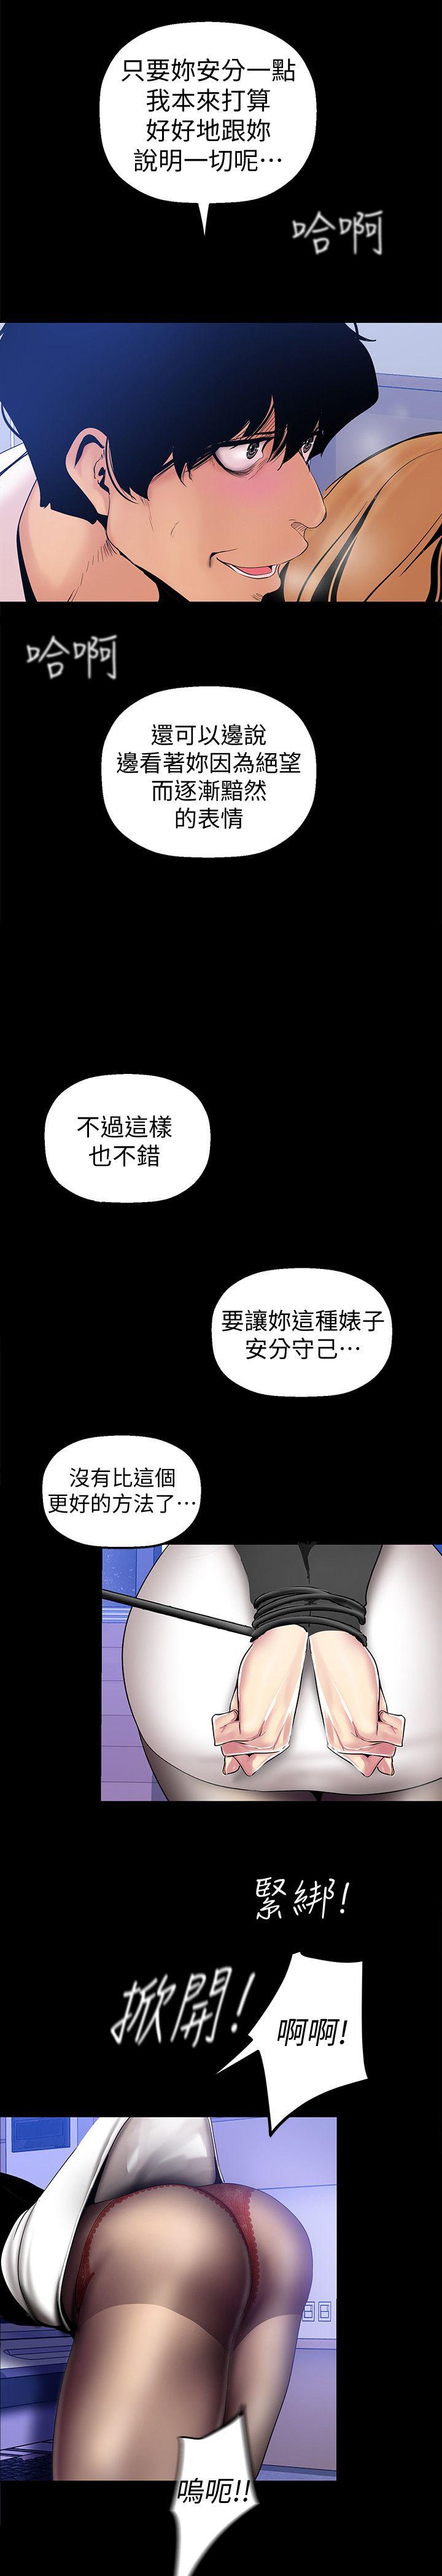 只要妳安分一點
我本來打算
好好地跟妳
說明一切呢…
哈啊
哈啊
還可以邊說
邊看著妳因為絕望
而逐漸黯然
的表情
不過這樣
也不錯
要讓妳這種婊子
安分守己…
沒有比這個
更好的方法了…
緊綁!
掀開!
啊啊!
嗚呃!!